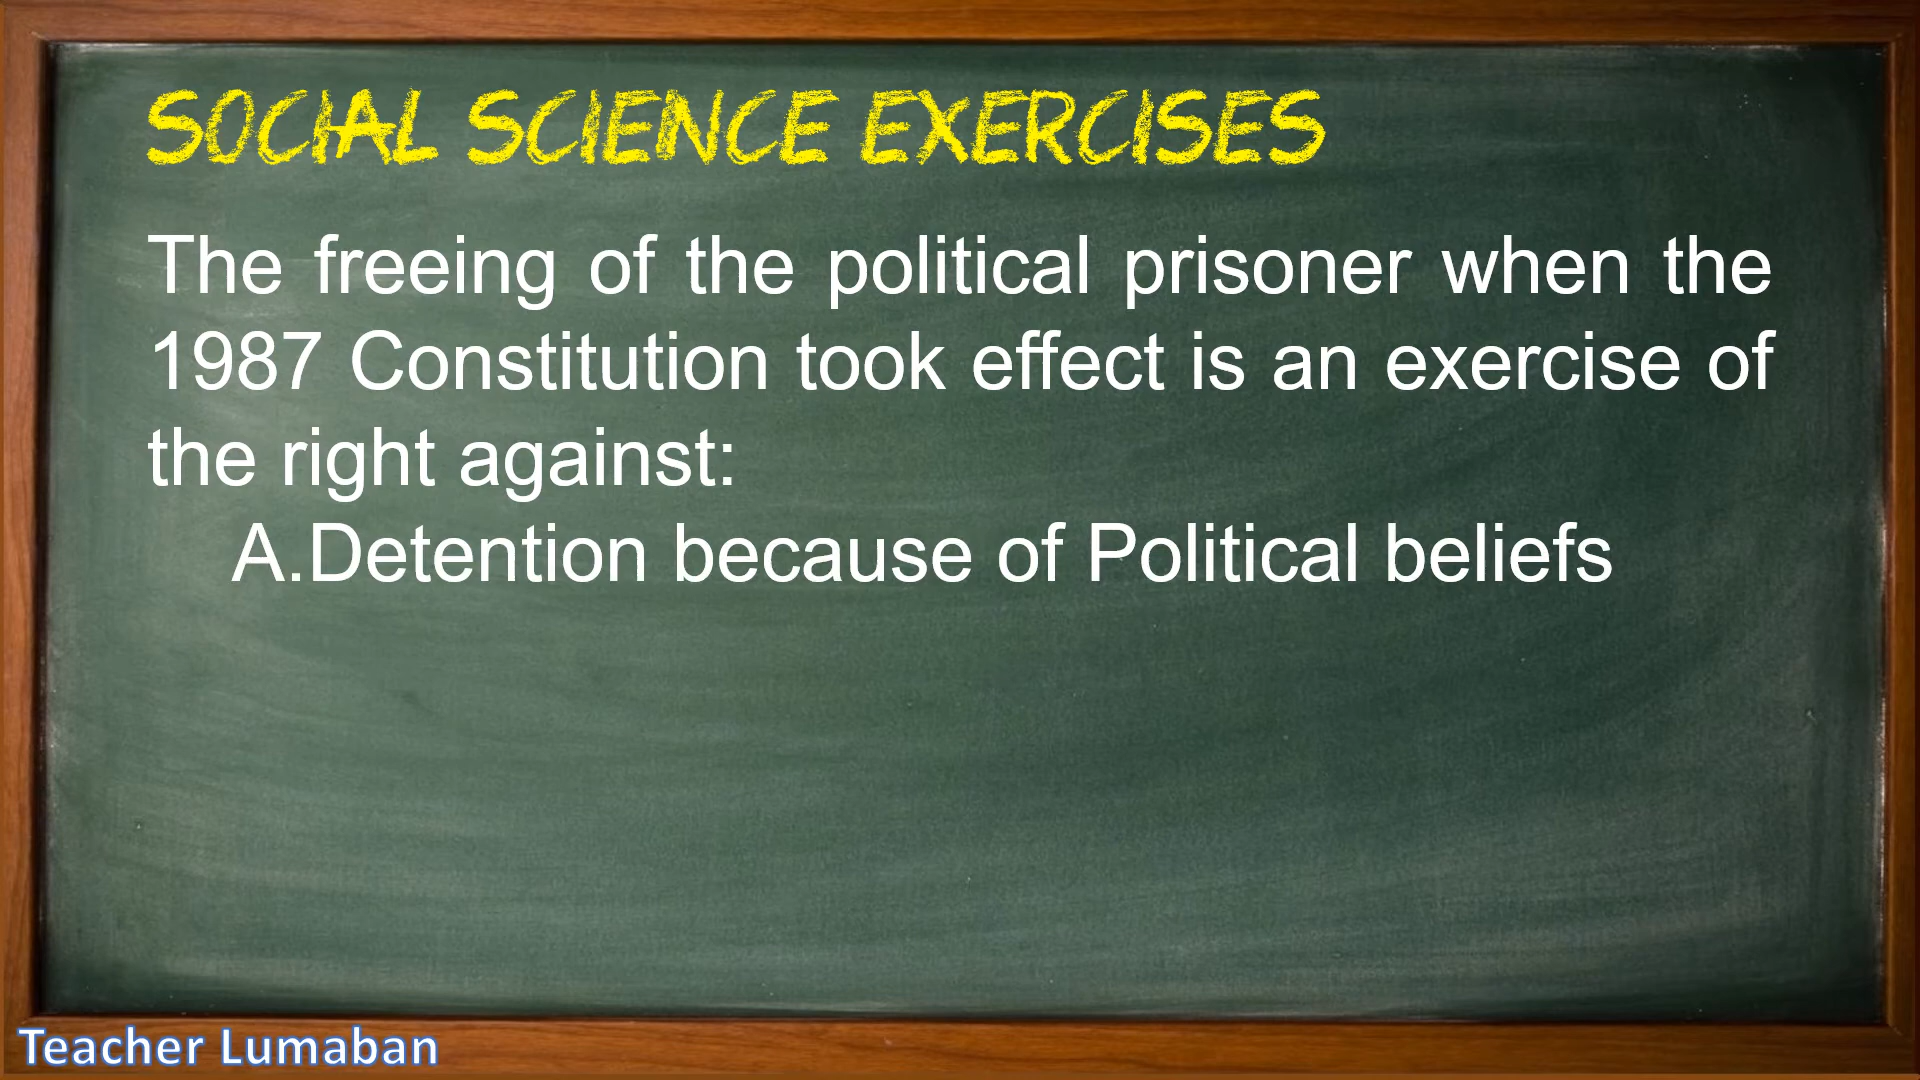 SOCIAL SCIENCE EXERCISES
The freeing of the political prisoner when the
1987 Constitution took effect is an exercise of
the right against:
A.Detention because of Political beliefs
Teacher Lumaban